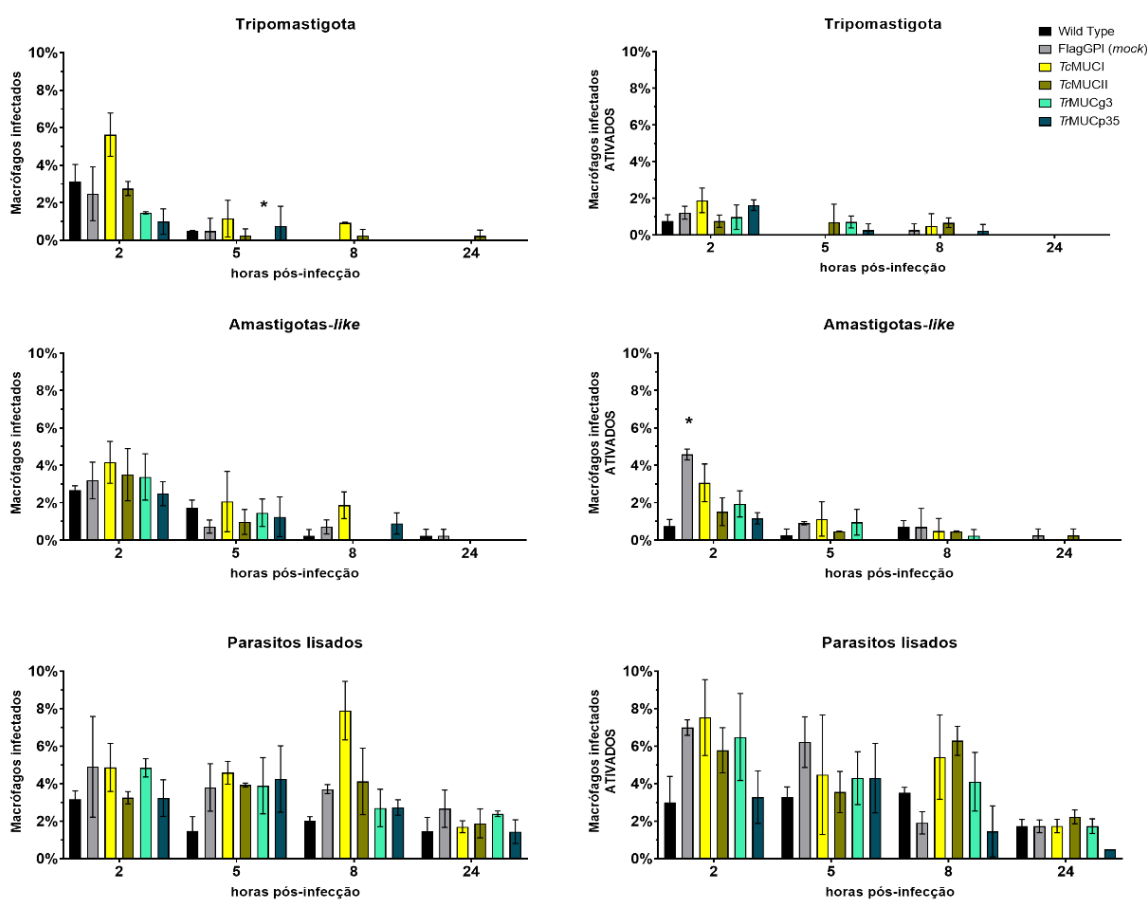 Tripomastigota
Macrófagos infectados
10%
8%
6%
4%
2%
0%
*
2
5
8
24
horas pós-infecção
Tripomastigota
Macrófagos infectados
ATIVADOS
10%
8%
6%
4%
2%
0%
2
5
8
24
horas pós-infecção
Wild Type
FlagGPI (mock)
TcMUCI
TcMUCII
TrMUCg3
TrMUCp35
Amastigotas-like
Macrófagos infectados
10%
8%
6%
4%
2%
0%
2
5
8
24
horas pós-infecção
Amastigotas-like
Macrófagos infectados
ATIVADOS
10%
8%
6%
4%
2%
0%
*
2
5
8
24
horas pós-infecção
Parasitos lisados
Macrófagos infectados
10%
8%
6%
4%
2%
0%
2
5
8
24
horas pós-infecção
Parasitos lisados
Macrófagos infectados
ATIVADOS
10%
8%
6%
4%
2%
0%
2
5
8
24
horas pós-infecção